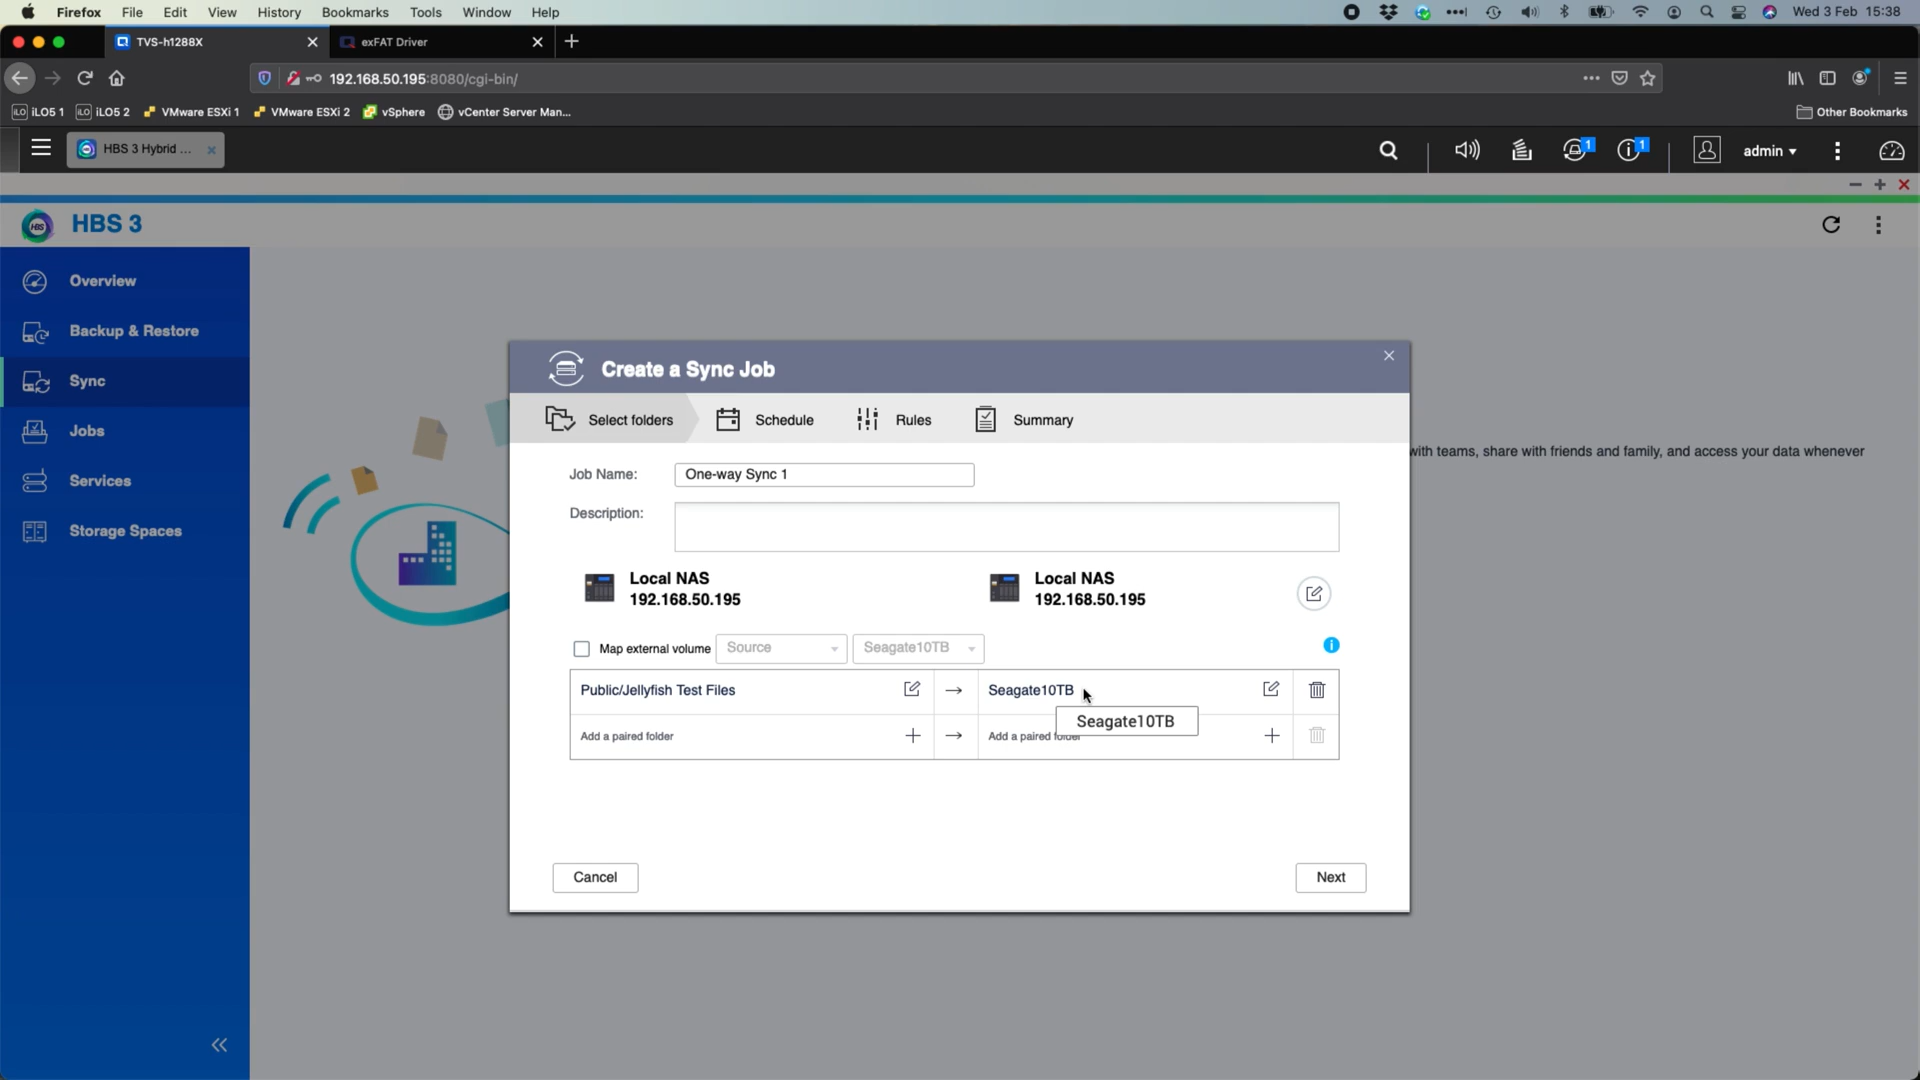 Firefox File Edit View History Bookmarks Tools Window Help Wed 3 Feb 15:38
TVS-h1288X exFAT Driver
192.168.50.195:8080/cgi-bin/
iLO iLO5 1 iLO iLO5 2 VMware ESXi 1 VMware ESXi 2 vSphere vCenter Server Man... Other Bookmarks
HBS 3 Hybrid ... 1 1 admin
HBS HBS 3
Overview
Backup & Restore
Sync
Jobs
Services
Storage Spaces
with teams, share with friends and family, and access your data whenever
Create a Sync Job
Select folders Schedule Rules Summary
Job Name: One-way Sync 1
Description:
Local NAS
192.168.50.195
Local NAS
192.168.50.195
Map external volume Source Seagate10TB
Public/Jellyfish Test Files → Seagate10TB
Seagate10TB
Add a paired folder → Add a paired folder
Cancel Next